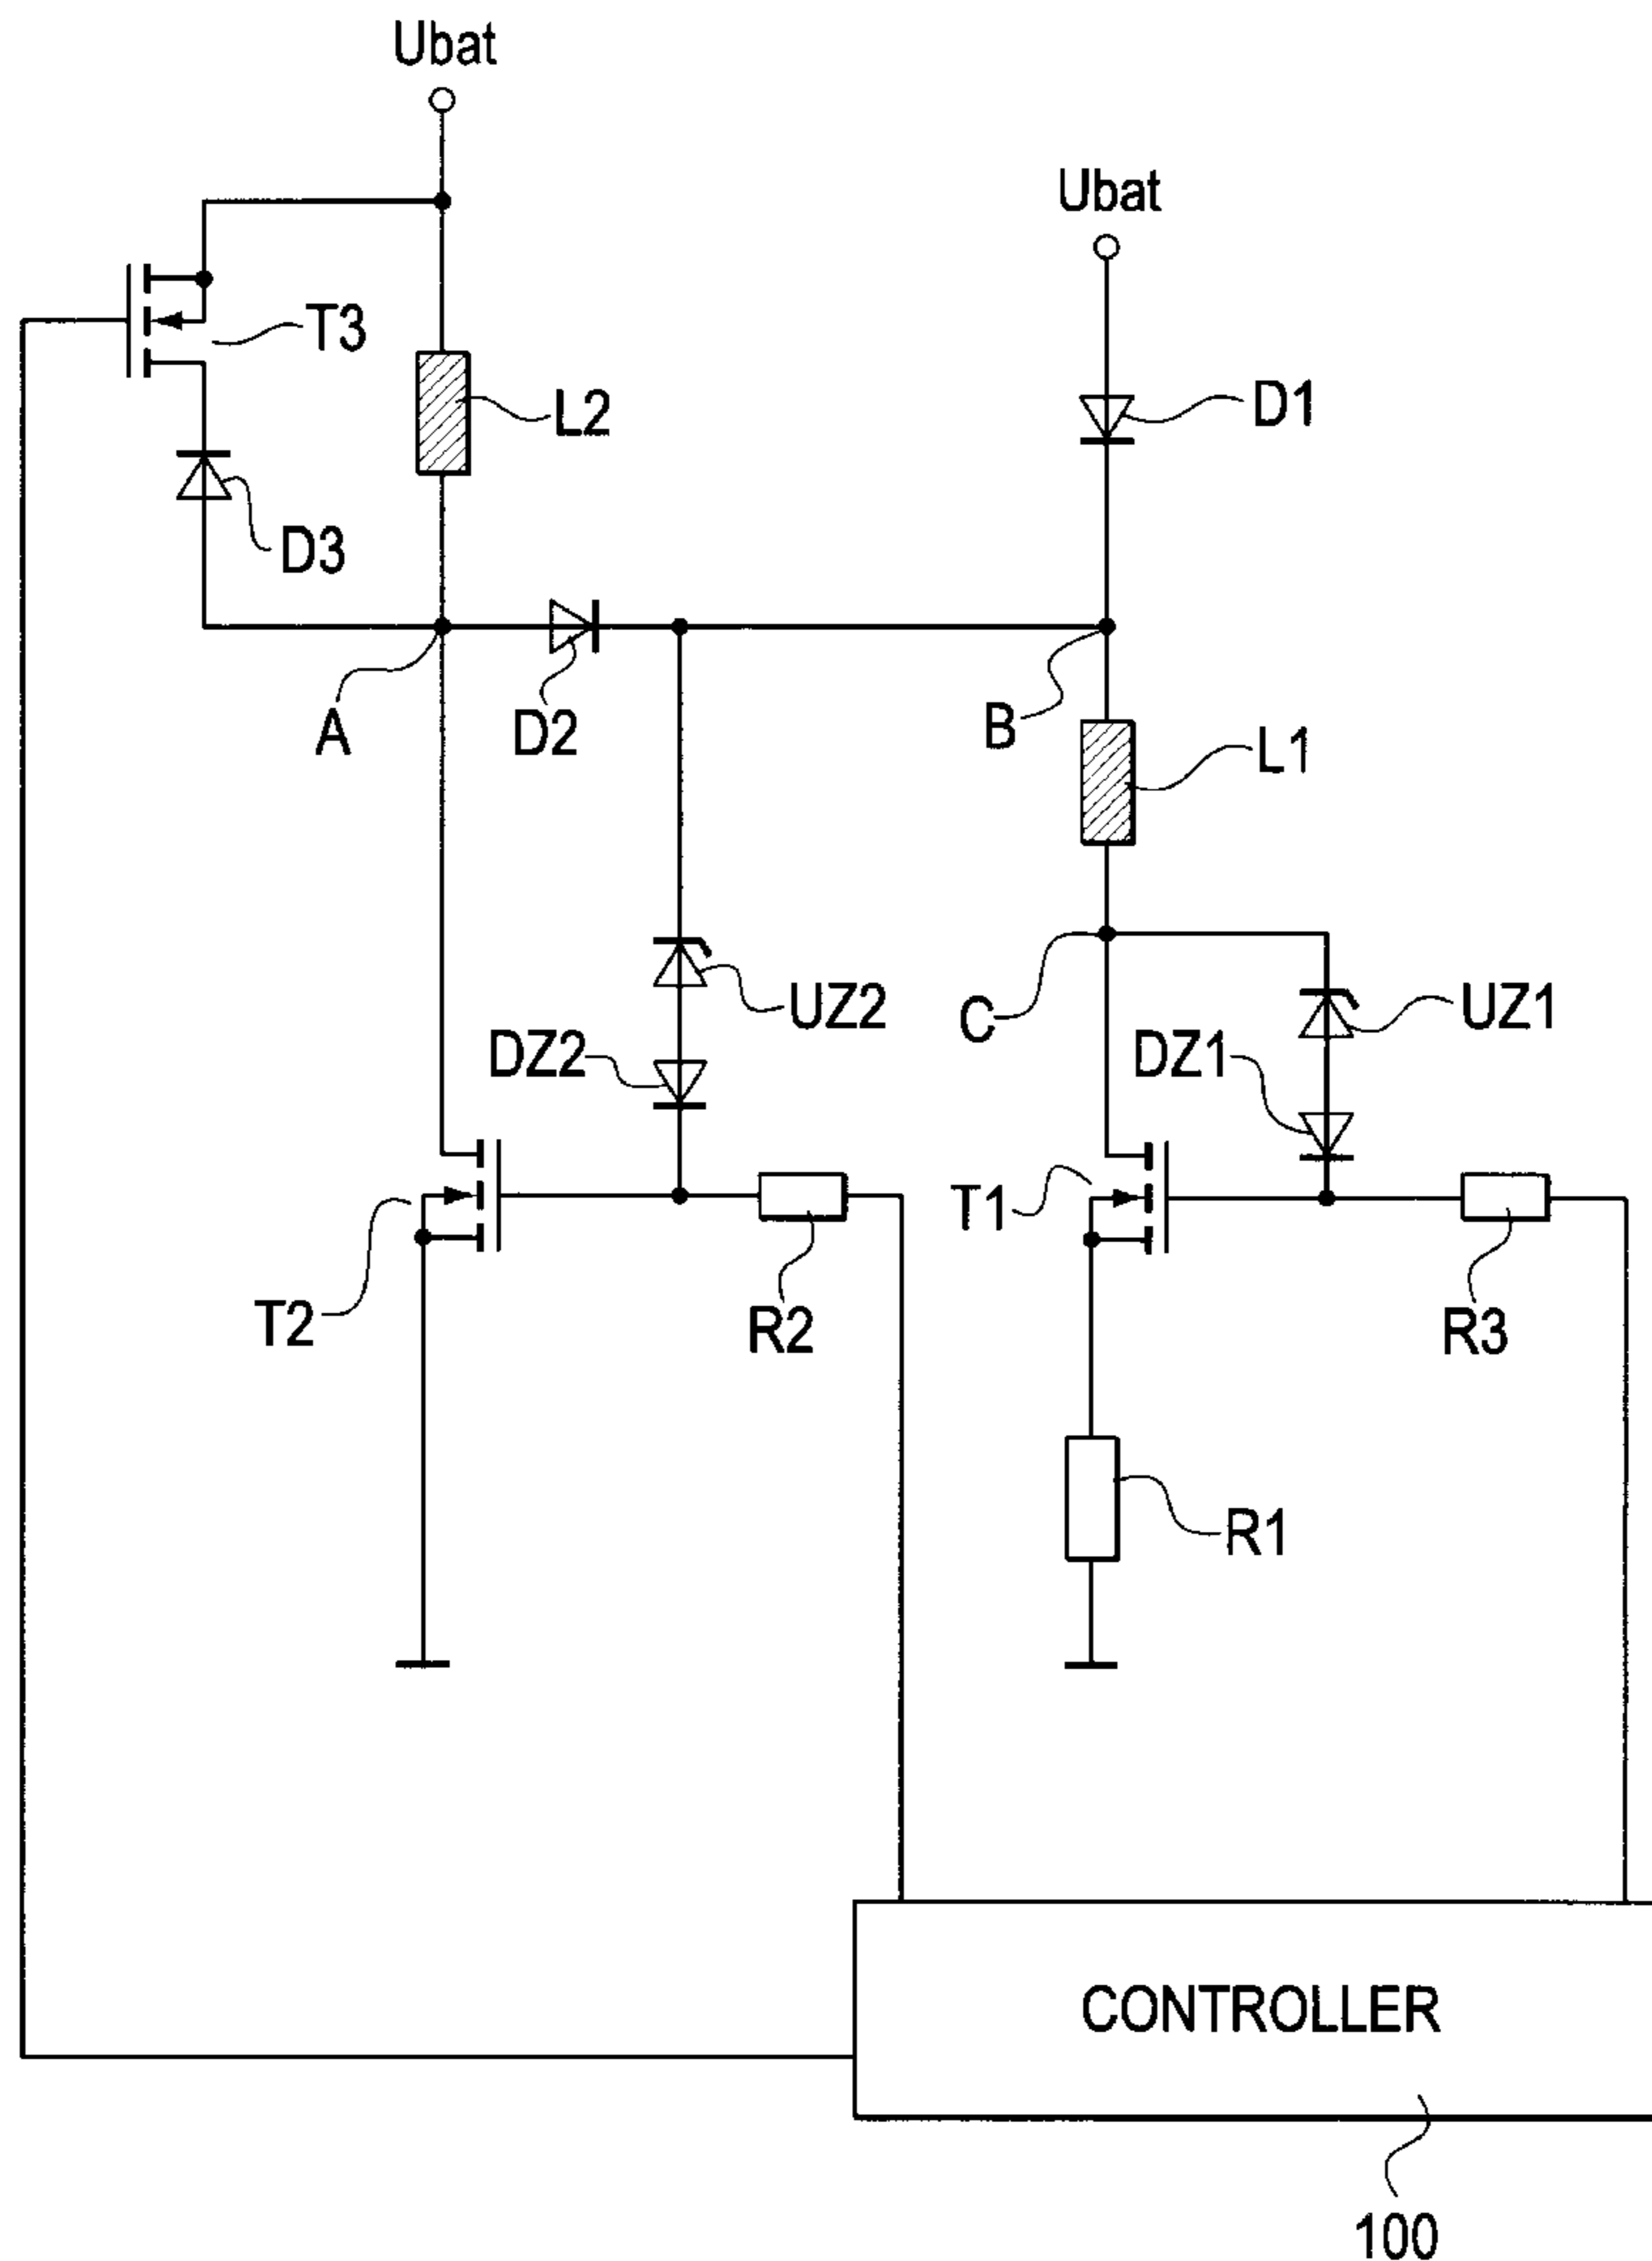 Ubat
Ubat
T3
L2
D1
D3
A
D2
B
L1
UZ2
C
UZ1
DZ2
DZ1
T1
T2
R2
R3
R1
CONTROLLER
100